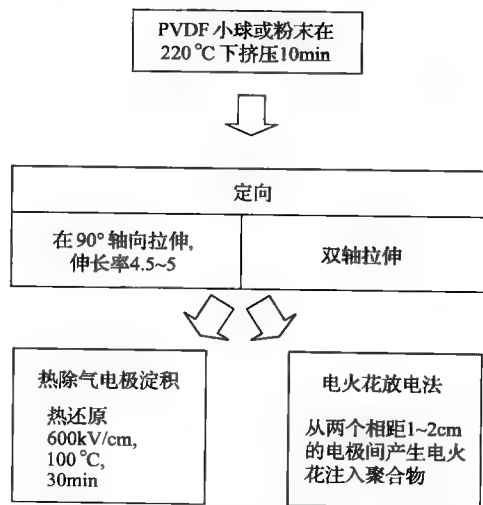 PVDF 小球或粉末在
220℃下挤压10min
定向
在90°轴向拉伸,
伸长率4.5~5
双轴拉伸
热除气电极淀积
热还原
600kV/cm,
100℃,
30min
电火花放电法
从两个相距1~2cm
的电极间产生电火
花注入聚合物